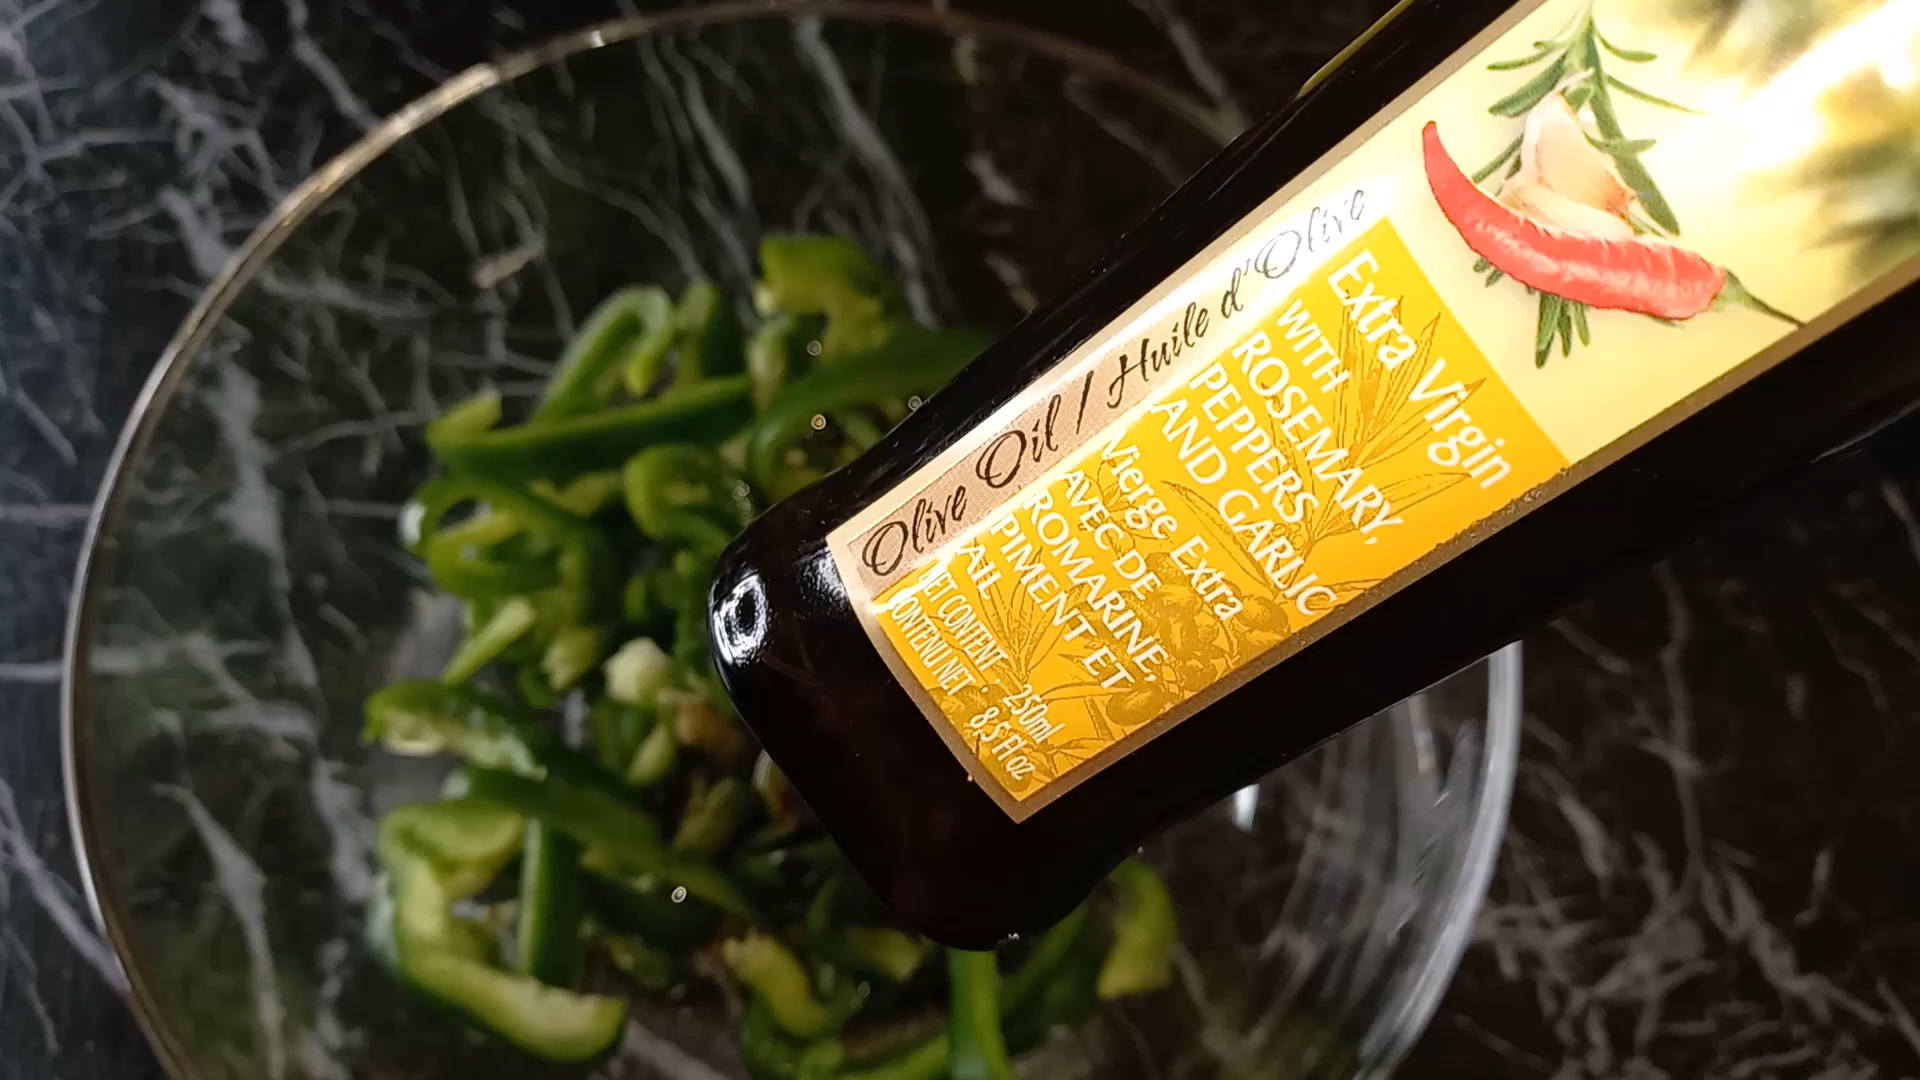 Olive Oil / Huile d'Olive
Extra Virgin
WITH
ROSEMARY,
PEPPERS
AND GARLIC
Vierge Extra
AVEC DE
ROMARINE,
PIMENT ET
AIL
NET CONTENT : 250ml
CONTENU NET : 8.5 fl oz